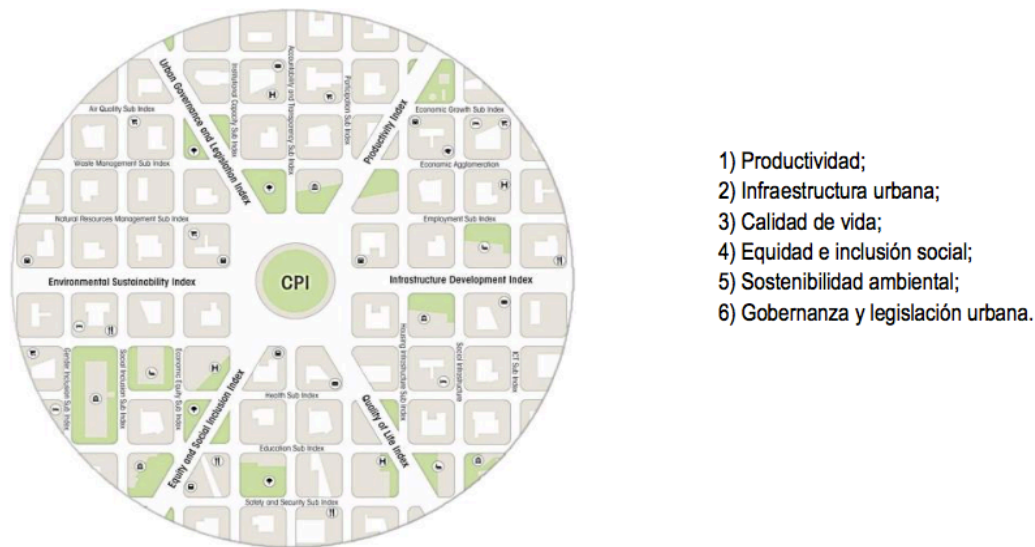 Urban Governance and Legislation Index
Institutional Capacity Sub Index
Accountability and Transparency Sub Index
Participation Sub Index
Productivity Index
Air Quality Sub Index
Economic Growth Sub Index
Waste Management Sub Index
Economic Agglomeration
Natural Resources Management Sub Index
Employment Sub Index
Environmental Sustainability Index
CPI
Infrastructure Development Index
Gender Inclusion Sub Index
Social Inclusion Sub Index
Economic Equity Sub Index
Equity and Social Inclusion Index
Housing Infrastructure Sub Index
Social Infrastructure
ICT Sub Index
Health Sub Index
Quality of Life Index
Education Sub Index
Safety and Security Sub Index
1) Productividad;
2) Infraestructura urbana;
3) Calidad de vida;
4) Equidad e inclusión social;
5) Sostenibilidad ambiental;
6) Gobernanza y legislación urbana.